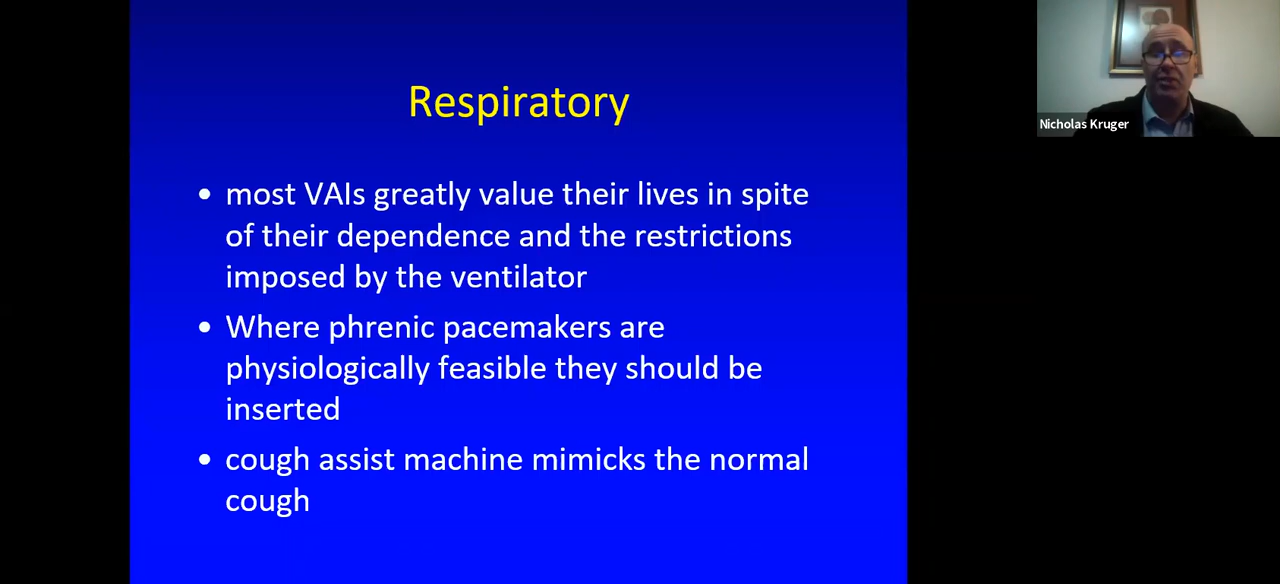 Respiratory
• most VAIs greatly value their lives in spite
of their dependence and the restrictions
imposed by the ventilator
• Where phrenic pacemakers are
physiologically feasible they should be
inserted
• cough assist machine mimicks the normal
cough
Nicholas Kruger